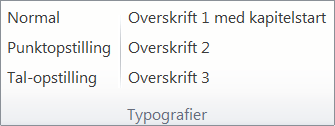 Normal
Punktopstilling
Tal-opstilling
Overskrift 1 med kapitelstart
Overskrift 2
Overskrift 3
Typografier